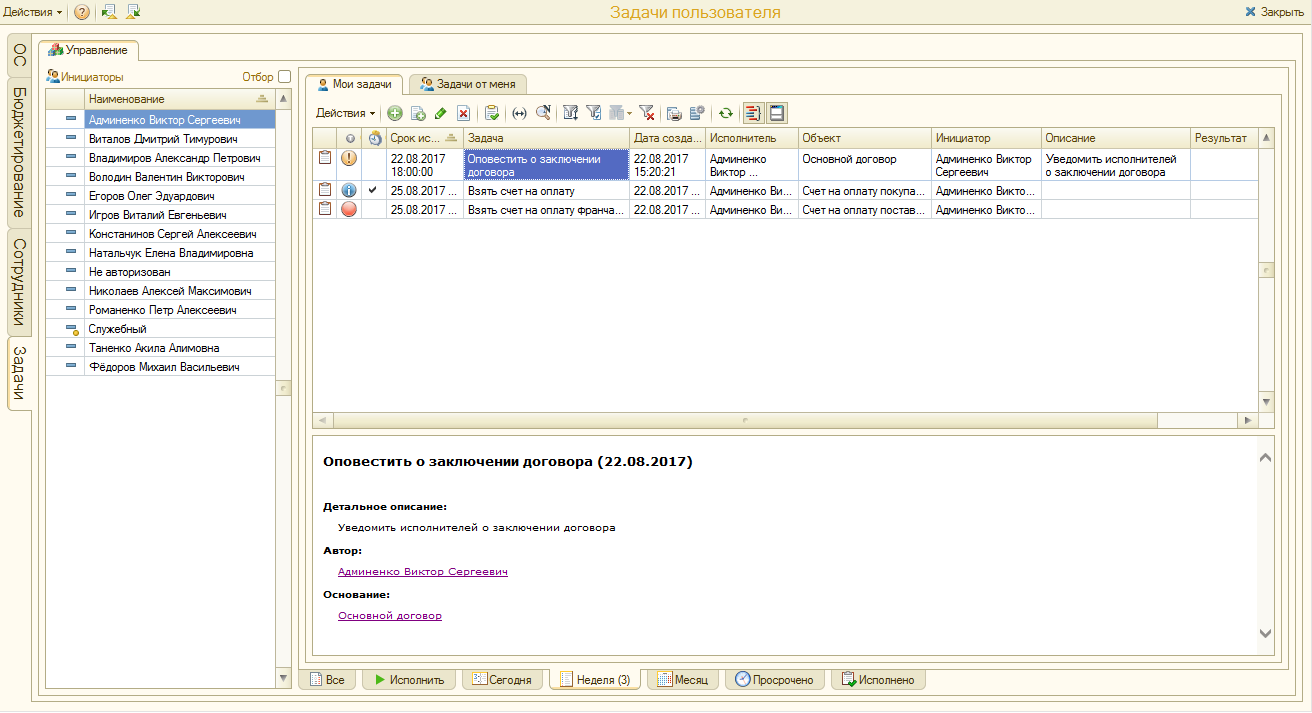 Действия
Задачи пользователя
Закрыть
ОС
Бюджетирование
Сотрудники
Задачи
Управление
Инициаторы
Отбор
Наименование
Админенко Виктор Сергеевич
Виталов Дмитрий Тимурович
Владимиров Александр Петрович
Володин Валентин Викторович
Егоров Олег Эдуардович
Игров Виталий Евгеньевич
Констанинов Сергей Алексеевич
Натальчук Елена Владимировна
Не авторизован
Николаев Алексей Максимович
Романенко Петр Алексеевич
Служебный
Таненко Акила Алимовна
Фёдоров Михаил Васильевич
Мои задачи
Задачи от меня
Действия
Срок ис... Задача Дата созда... Исполнитель Объект Инициатор Описание Результат
22.08.2017 Оповестить о заключении 22.08.2017 Админенко Основной договор Админенко Виктор Уведомить исполнителей
18:00:00 договора 15:20:21 Виктор ... Сергеевич о заключении договора
25.08.2017 ... Взять счет на оплату 22.08.2017 ... Админенко Ви... Счет на оплату покупа... Админенко Викто...
25.08.2017 ... Взять счет на оплату франча... 22.08.2017 ... Админенко Ви... Счет на оплату постав... Админенко Викто...
Оповестить о заключении договора (22.08.2017)
Детальное описание:
Уведомить исполнителей о заключении договора
Автор:
Админенко Виктор Сергеевич
Основание:
Основной договор
Все
Исполнить
Сегодня
Неделя (3)
Месяц
Просрочено
Исполнено